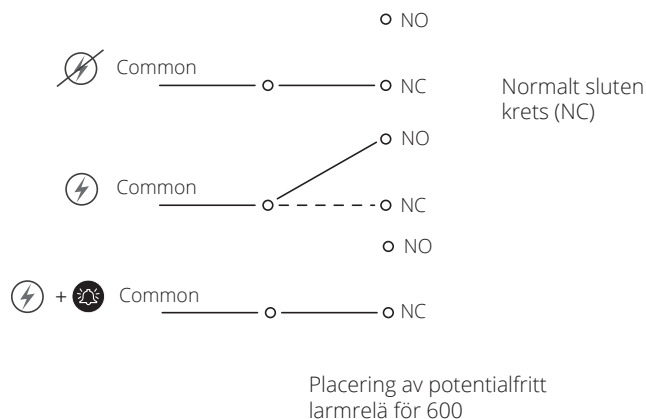 NO
Common
NC
Normalt sluten
krets (NC)
NO
Common
NC
NO
+ Common
NC
Placering av potentialfritt
larmrelä för 600